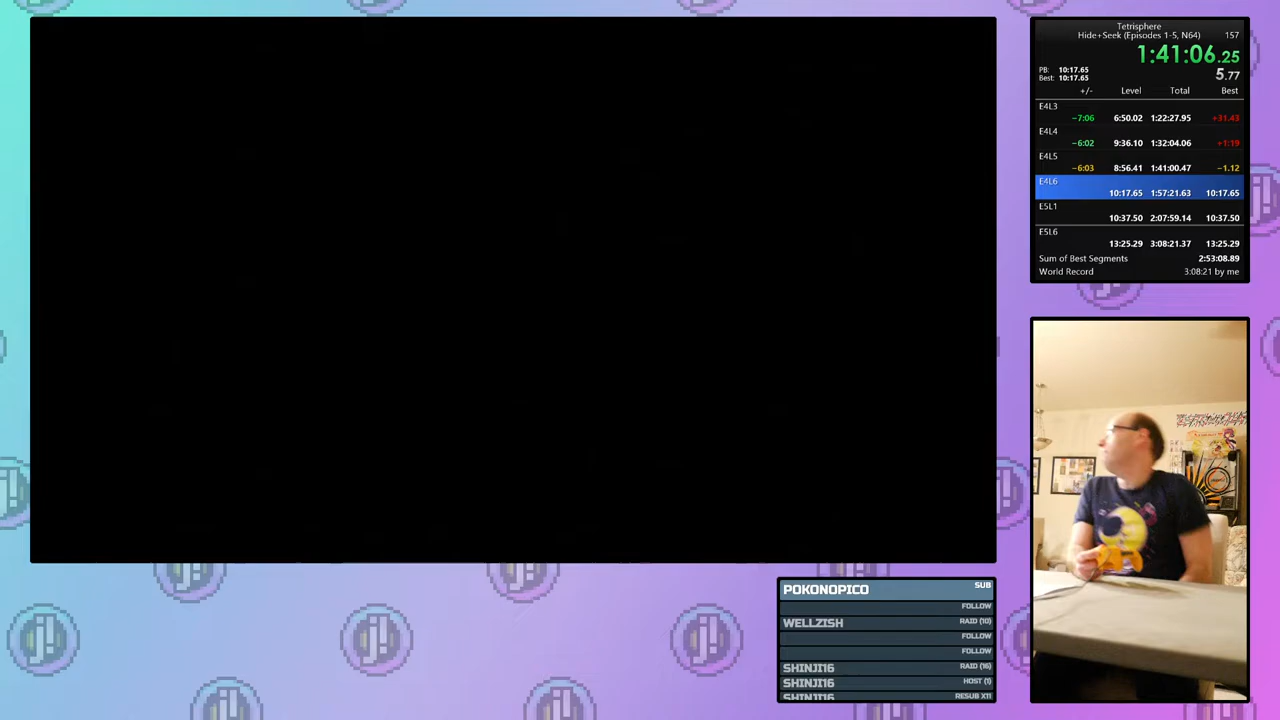 Tetrisphere
Hide+Seek (Episodes 1-5, N64) 157
1:41:06.25
PB: 10:17.65 5.77
Best: 10:17.65
+/- Level Total Best
E4L3
−7:06 6:50.02 1:22:27.95 +31.43
E4L4
−6:02 9:36.10 1:32:04.06 +1:19
E4L5
−6:03 8:56.41 1:41:00.47 −1.12
E4L6
10:17.65 1:57:21.63 10:17.65
E5L1
10:37.50 2:07:59.14 10:37.50
E5L6
13:25.29 3:08:21.37 13:25.29
Sum of Best Segments 2:53:08.89
World Record 3:08:21 by me
POKONOPICO SUB
FOLLOW
WELLZISH RAID (10)
FOLLOW
FOLLOW
SHINJI16 RAID (16)
SHINJI16 HOST (1)
SHINJI16 RESUB X11